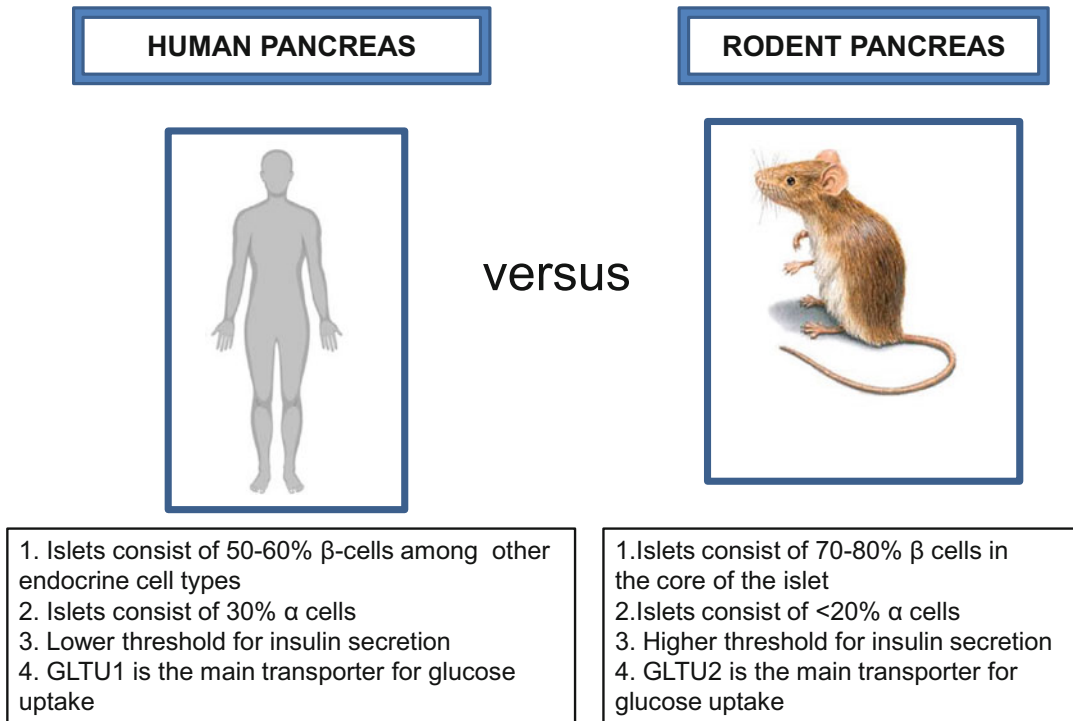 HUMAN PANCREAS
RODENT PANCREAS
versus
1. Islets consist of 50-60% β-cells among other
endocrine cell types
2. Islets consist of 30% α cells
3. Lower threshold for insulin secretion
4. GLTU1 is the main transporter for glucose
uptake
1.Islets consist of 70-80% β cells in
the core of the islet
2.Islets consist of <20% α cells
3. Higher threshold for insulin secretion
4. GLTU2 is the main transporter for
glucose uptake